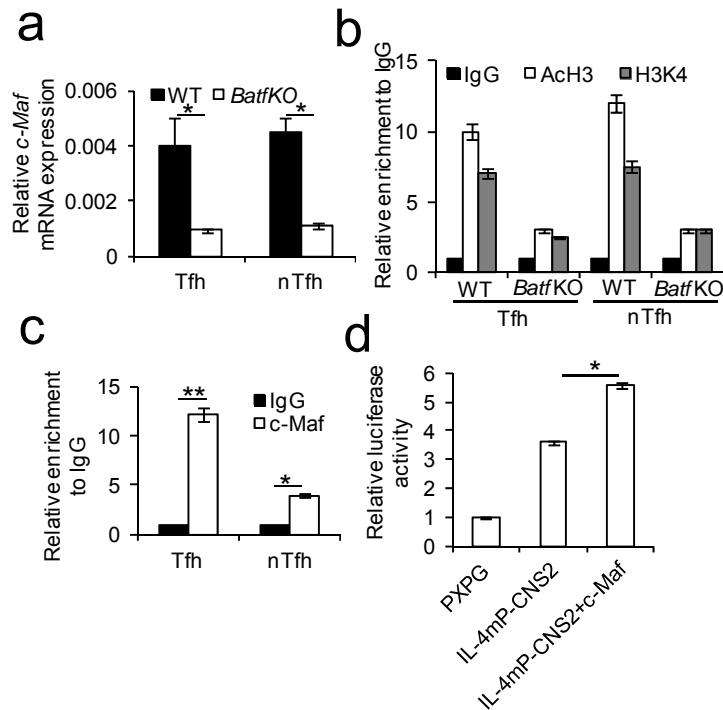 a
Relative c-Maf
mRNA expression
0.006
0.004
0.002
0
WT BatfKO
*
*
Tfh nTfh
b
Relative enrichment to IgG
15
10
5
0
IgG AcH3 H3K4
WT BatfKO WT BatfKO
Tfh nTfh
c
Relative enrichment
to IgG
15
10
5
0
**
*
IgG
c-Maf
Tfh nTfh
d
Relative luciferase
activity
6
5
4
3
2
1
0
*
PXPG
IL-4mP-CNS2
IL-4mP-CNS2+c-Maf